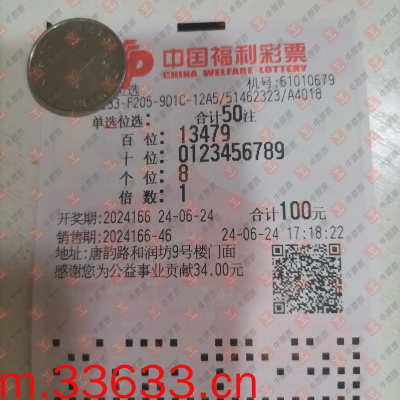 中国福利彩票
CHINA WELFARE LOTTERY
机号:61010679
位选
33-F205-9D1C-12A5/51462323/A4018
单选位选: 合计50注
百 位: 13479
十 位: 0123456789
个 位: 8
倍 数: 1
开奖期:2024166 24-06-24 合计100元
销售期:2024166-46 24-06-24 17:18:22
地址:唐韵路和润坊9号楼门面
感谢您为公益事业贡献34.00元
m.33633.cn